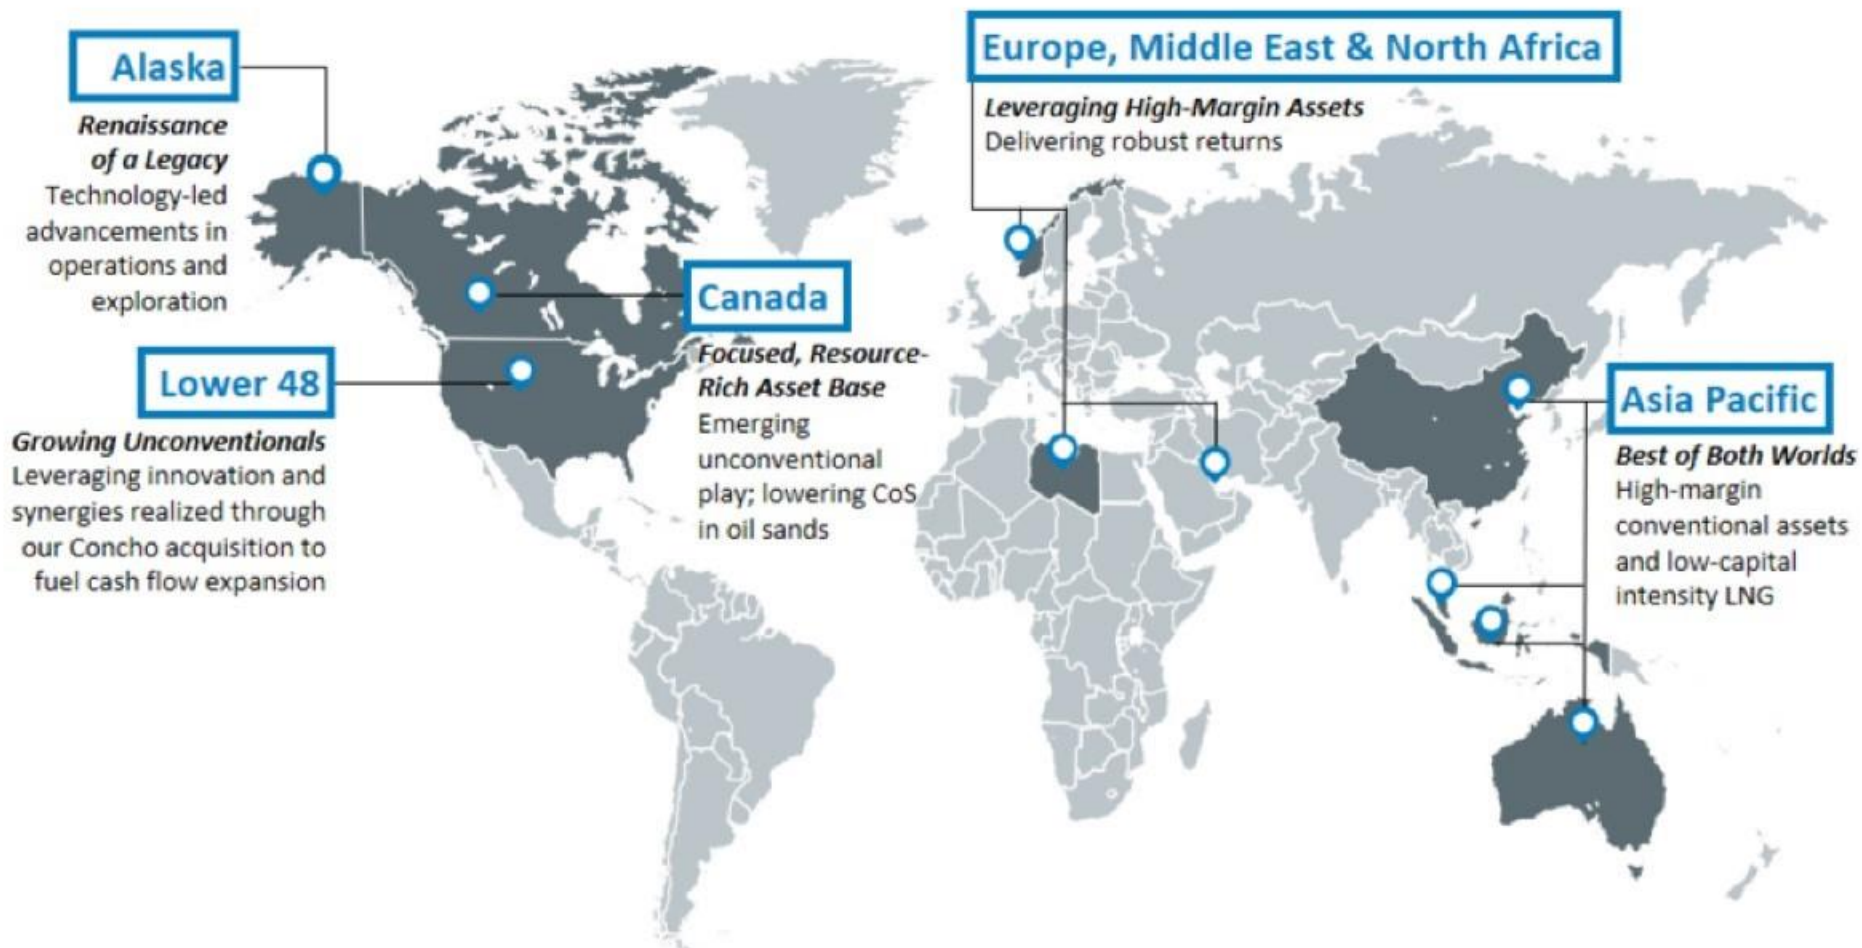 Alaska
Renaissance
of a Legacy
Technology-led
advancements in
operations and
exploration
Lower 48
Growing Unconventionals
Leveraging innovation and
synergies realized through
our Concho acquisition to
fuel cash flow expansion
Canada
Focused, Resource-
Rich Asset Base
Emerging
unconventional
play; lowering CoS
in oil sands
Europe, Middle East & North Africa
Leveraging High-Margin Assets
Delivering robust returns
Asia Pacific
Best of Both Worlds
High-margin
conventional assets
and low-capital
intensity LNG